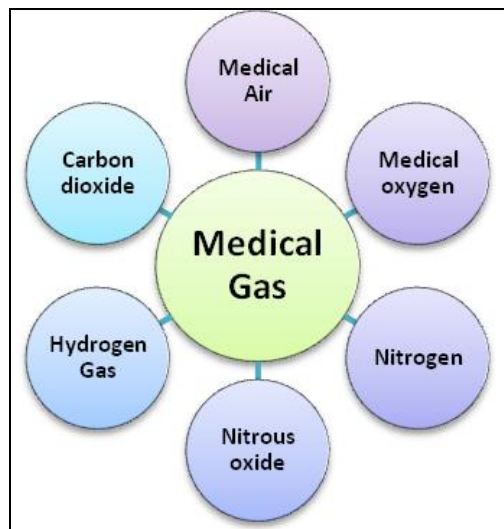 Medical
Air
Carbon
dioxide
Medical
oxygen
Medical
Gas
Hydrogen
Gas
Nitrogen
Nitrous
oxide